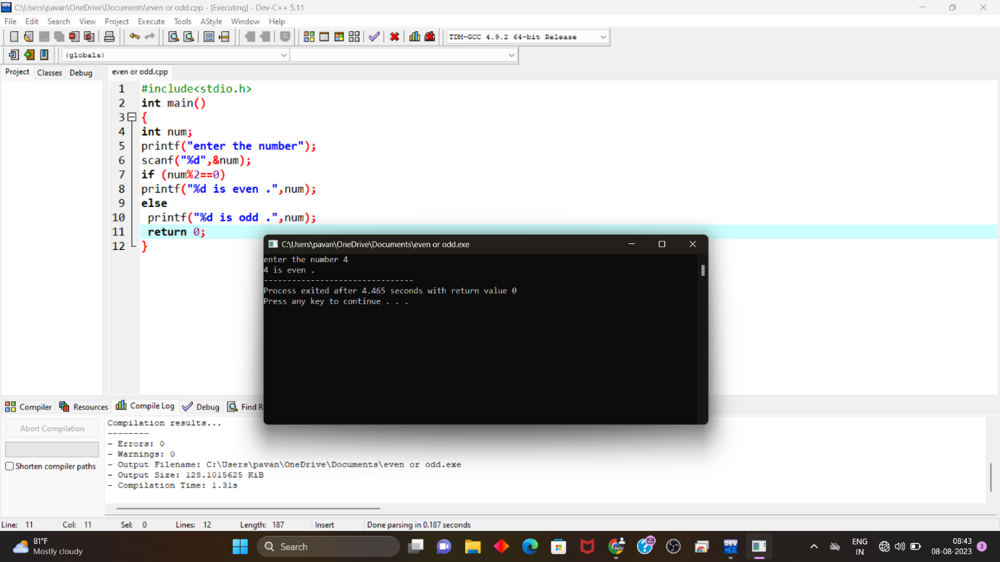 C:\Users\pavan\OneDrive\Documents\even or odd.cpp - [Executing] - Dev-C++ 5.11
File Edit Search View Project Execute Tools AStyle Window Help
TDM-GCC 4.9.2 64-bit Release
(globals)
Project Classes Debug
even or odd.cpp
1 #include<stdio.h>
2 int main()
3 {
4 int num;
5 printf("enter the number");
6 scanf("%d",&num);
7 if (num%2==0)
8 printf("%d is even .",num);
9 else
10 printf("%d is odd .",num);
11 return 0;
12 }
C:\Users\pavan\OneDrive\Documents\even or odd.exe
enter the number 4
4 is even .
--------------------------------
Process exited after 4.465 seconds with return value 0
Press any key to continue . . .
Compiler Resources Compile Log Debug Find R
Abort Compilation
Shorten compiler paths
Compilation results...
--------
- Errors: 0
- Warnings: 0
- Output Filename: C:\Users\pavan\OneDrive\Documents\even or odd.exe
- Output Size: 128.1015625 KiB
- Compilation Time: 1.31s
Line: 11 Col: 11 Sel: 0 Lines: 12 Length: 187 Insert Done parsing in 0.187 seconds
81°F
Mostly cloudy
Search
Beta
DEV
ENG
IN
08:43
08-08-2023
3